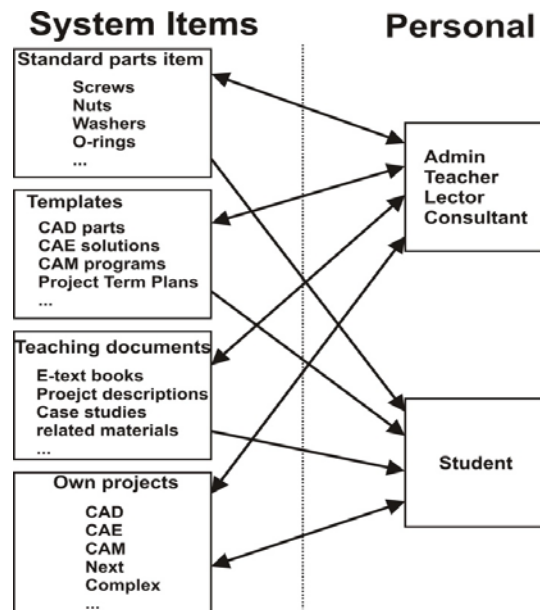 System Items
Personal
Standard parts item
Screws
Nuts
Washers
O-rings
...
Templates
CAD parts
CAE solutions
CAM programs
Project Term Plans
...
Teaching documents
E-text books
Proejct descriptions
Case studies
related materials
...
Own projects
CAD
CAE
CAM
Next
Complex
...
Admin
Teacher
Lector
Consultant
Student